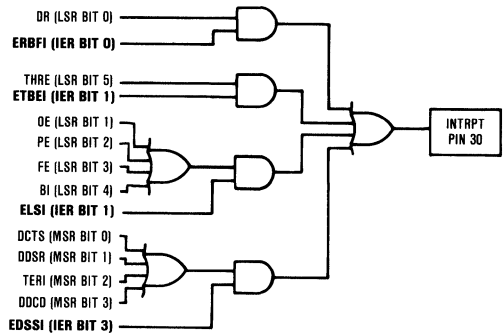 DR (LSR BIT 0)
ERBFI (IER BIT 0)
THRE (LSR BIT 5)
ETBEI (IER BIT 1)
OE (LSR BIT 1)
PE (LSR BIT 2)
FE (LSR BIT 3)
BI (LSR BIT 4)
ELSI (IER BIT 1)
DCTS (MSR BIT 0)
DDSR (MSR BIT 1)
TERI (MSR BIT 2)
DDCD (MSR BIT 3)
EDSSI (IER BIT 3)
INTRPT
PIN 30